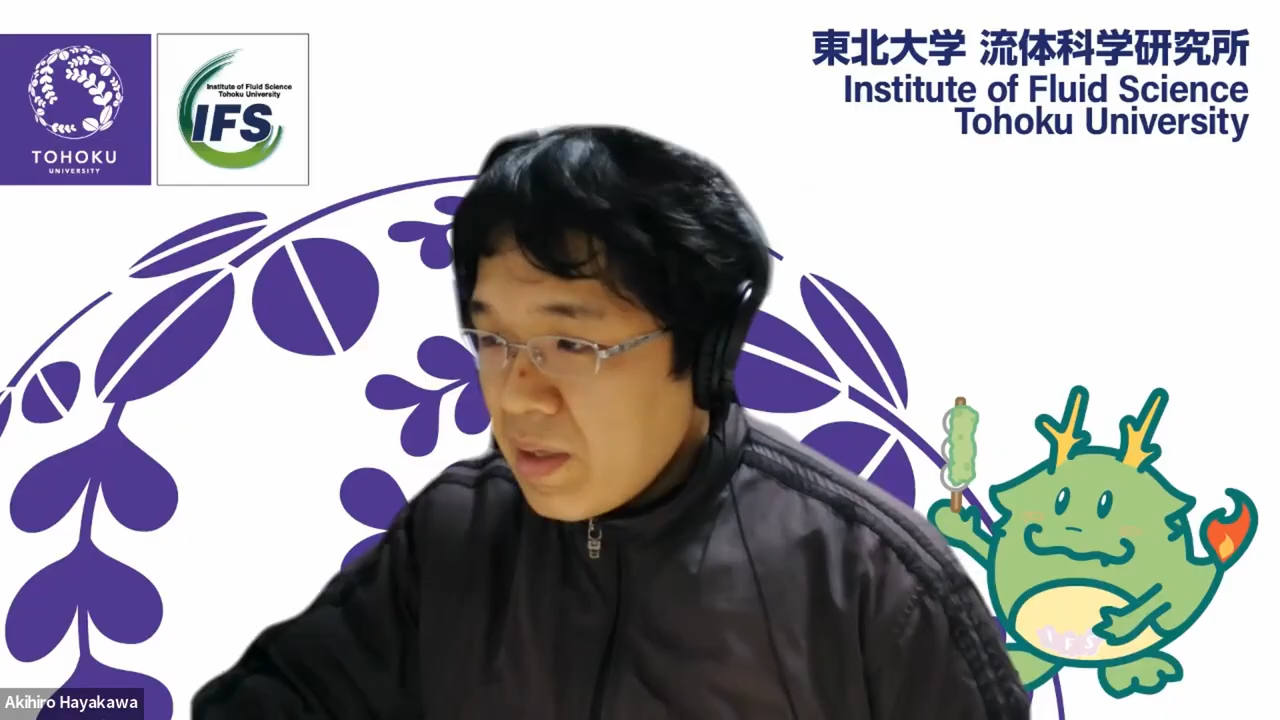 東北大学 流体科学研究所
Institute of Fluid Science
Tohoku University
TOHOKU
UNIVERSITY
Institute of Fluid Science
Tohoku University
IFS
I F S
Akihiro Hayakawa